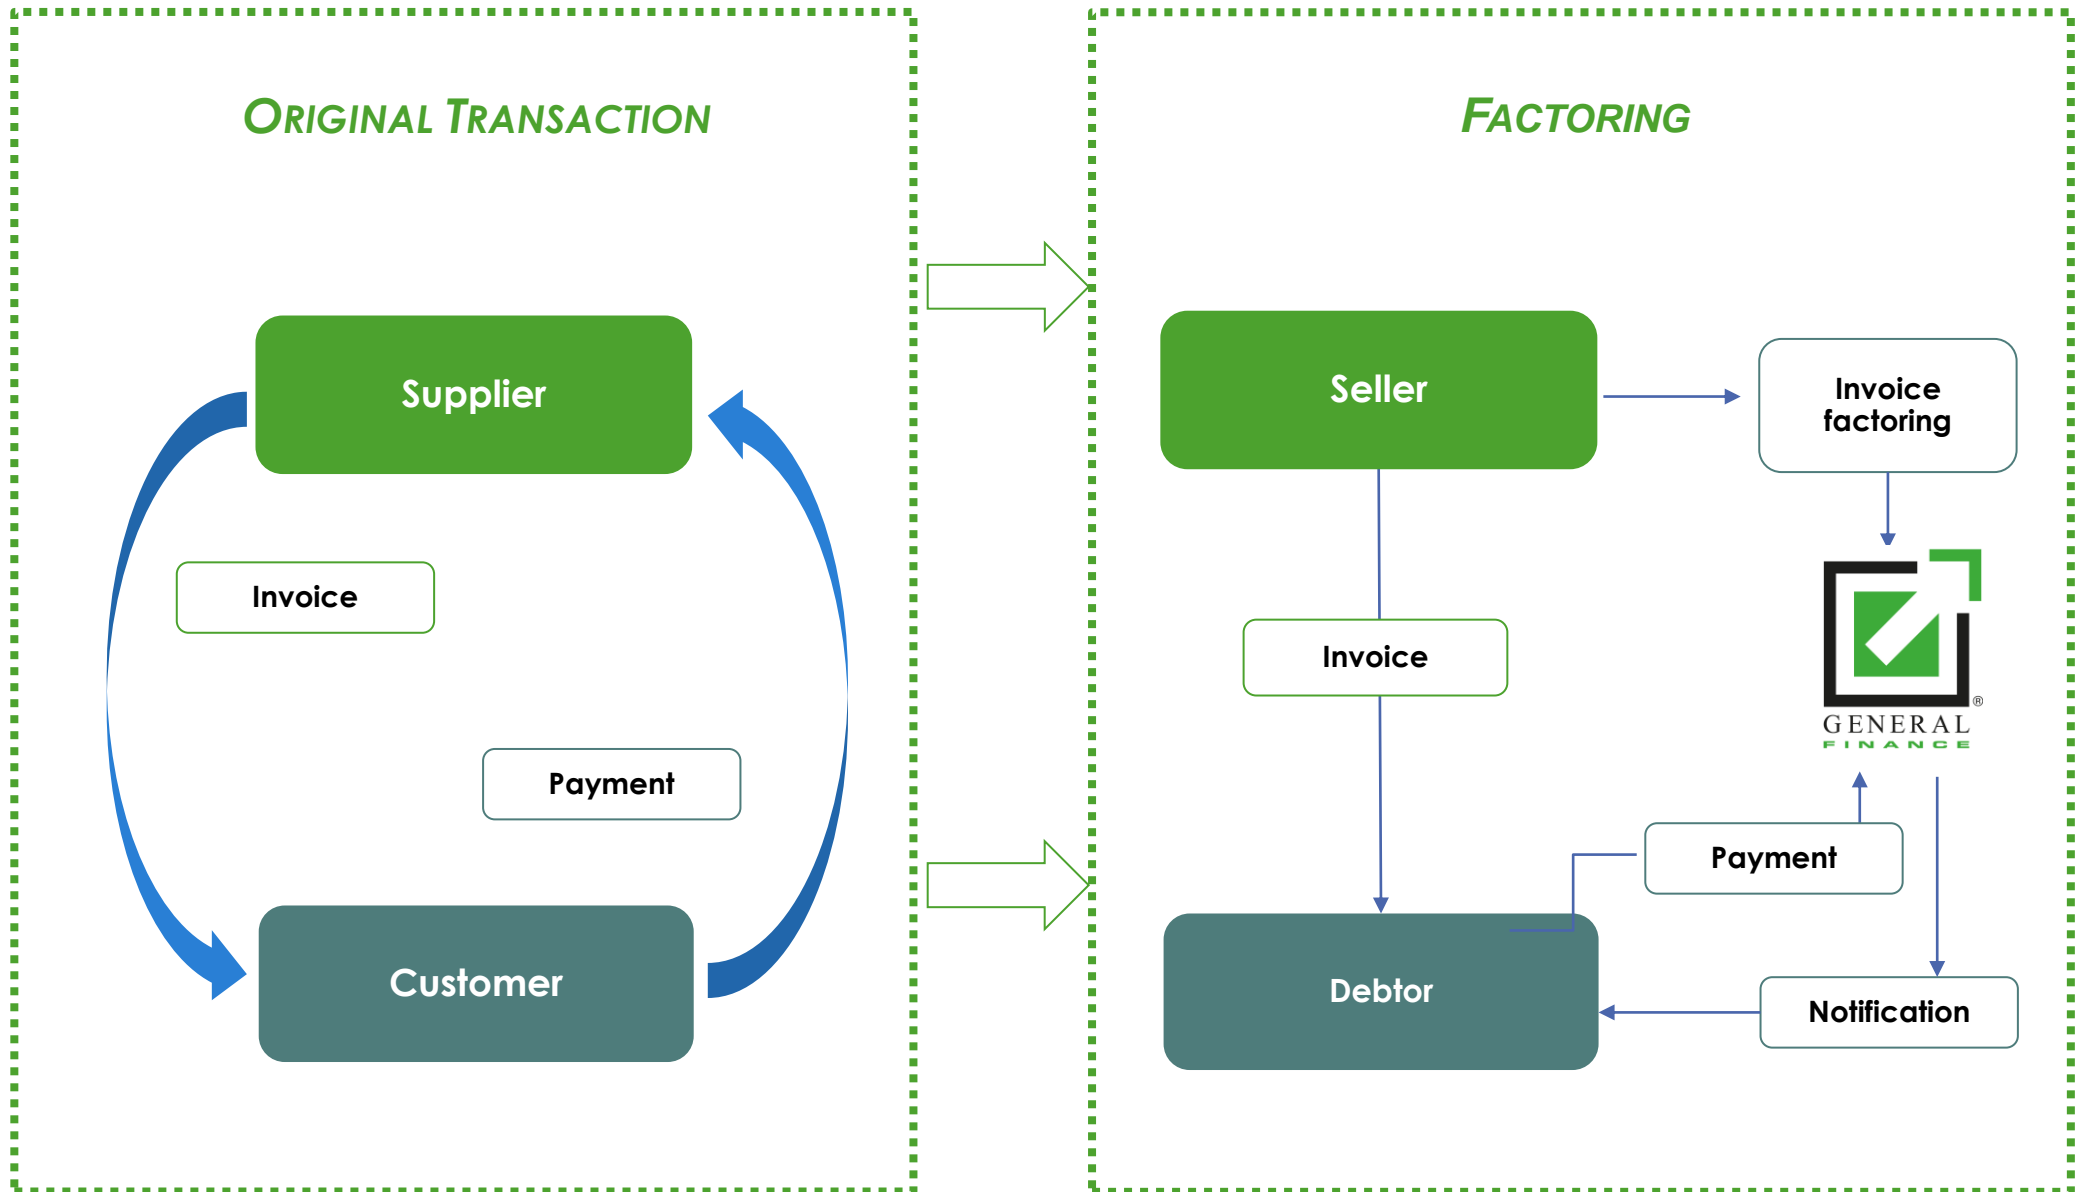 ORIGINAL TRANSACTION
Supplier
Invoice
Payment
Customer
FACTORING
Seller
Invoice
factoring
Invoice
®
GENERAL
FINANCE
Payment
Debtor
Notification